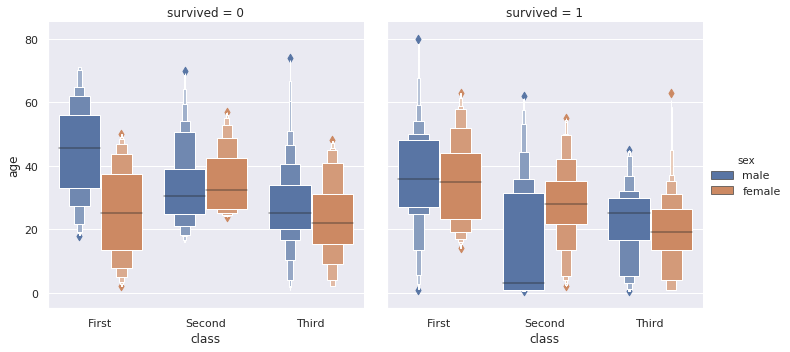 survived = 0
survived = 1
80
60
40
20
0
age
First
Second
Third
class
First
Second
Third
class
sex
male
female